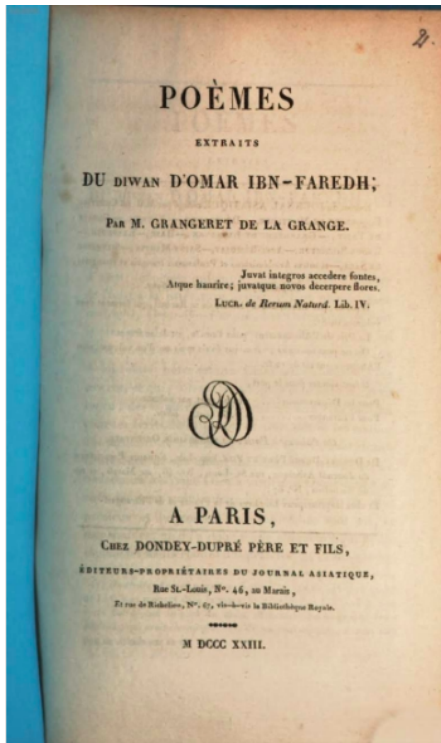 2.
POÈMES
EXTRAITS
DU DIWAN D'OMAR IBN-FAREDH;
PAR M. GRANGERET DE LA GRANGE.
Juvat integros accedere fontes,
Atque haurire; juvatque novos decerpere flores.
LUCR. de Rerum Naturâ. Lib. IV.
DD
A PARIS,
CHEZ DONDEY-DUPRÉ PÈRE ET FILS,
ÉDITEURS-PROPRIÉTAIRES DU JOURNAL ASIATIQUE,
Rue St.-Louis, No. 46, au Marais,
Et rue de Richelieu, No. 67, vis-à-vis la Bibliothèque Royale.
M DCCC XXIII.